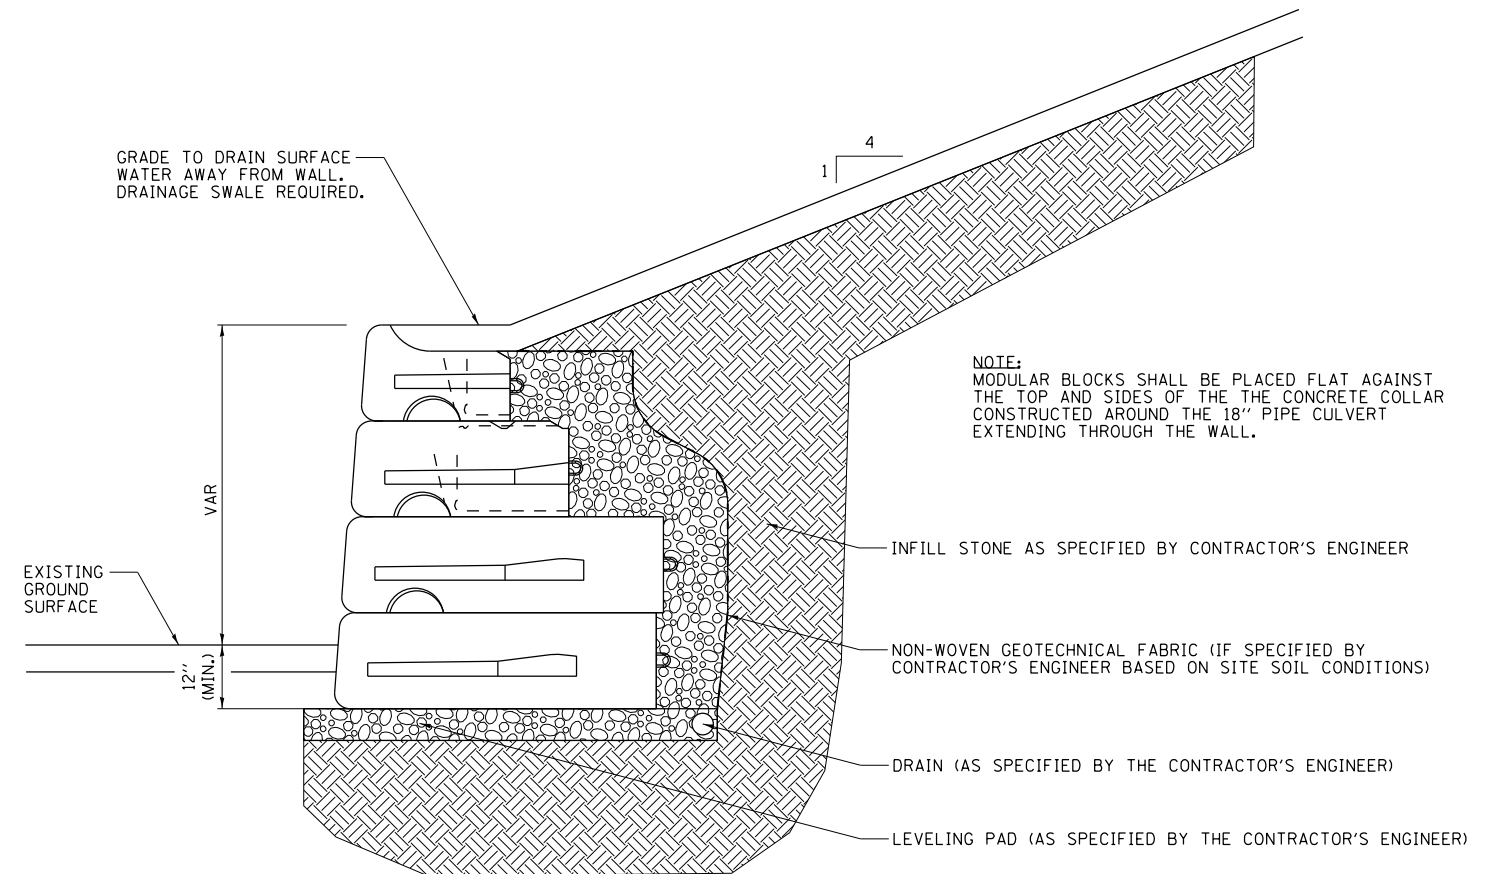 4
1
GRADE TO DRAIN SURFACE
WATER AWAY FROM WALL.
DRAINAGE SWALE REQUIRED.
NOTE:
MODULAR BLOCKS SHALL BE PLACED FLAT AGAINST
THE TOP AND SIDES OF THE THE CONCRETE COLLAR
CONSTRUCTED AROUND THE 18" PIPE CULVERT
EXTENDING THROUGH THE WALL.
VAR
INFILL STONE AS SPECIFIED BY CONTRACTOR'S ENGINEER
EXISTING
GROUND
SURFACE
12"
(MIN.)
NON-WOVEN GEOTECHNICAL FABRIC (IF SPECIFIED BY
CONTRACTOR'S ENGINEER BASED ON SITE SOIL CONDITIONS)
DRAIN (AS SPECIFIED BY THE CONTRACTOR'S ENGINEER)
LEVELING PAD (AS SPECIFIED BY THE CONTRACTOR'S ENGINEER)